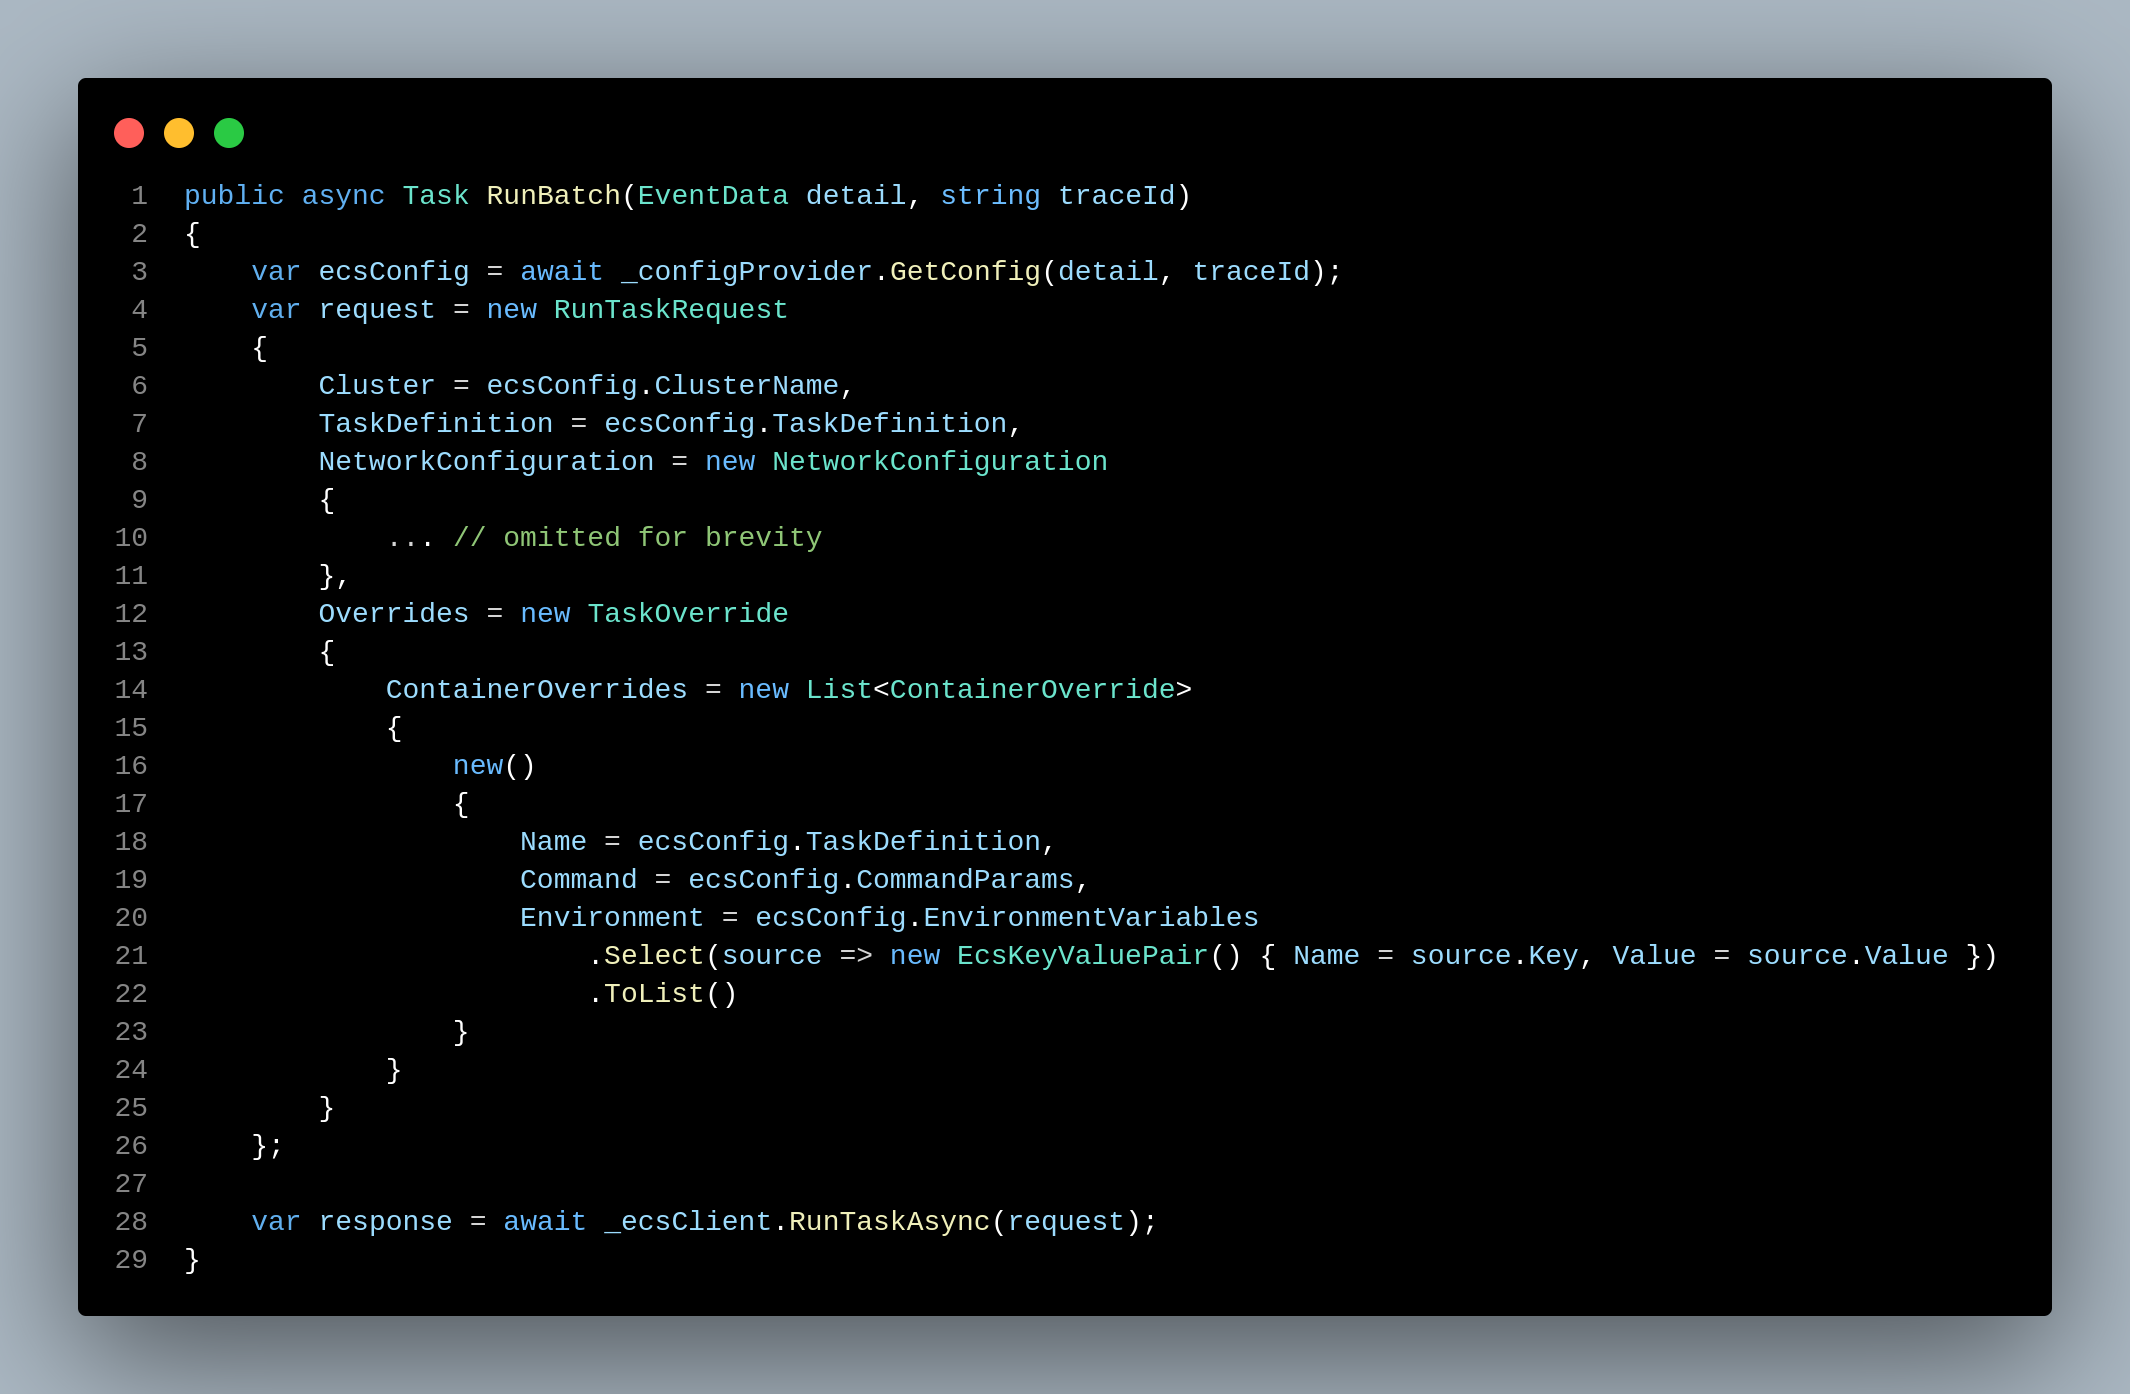 1 public async Task RunBatch(EventData detail, string traceId)
2 {
3     var ecsConfig = await _configProvider.GetConfig(detail, traceId);
4     var request = new RunTaskRequest
5     {
6         Cluster = ecsConfig.ClusterName,
7         TaskDefinition = ecsConfig.TaskDefinition,
8         NetworkConfiguration = new NetworkConfiguration
9         {
10             ... // omitted for brevity
11         },
12         Overrides = new TaskOverride
13         {
14             ContainerOverrides = new List<ContainerOverride>
15             {
16                 new()
17                 {
18                     Name = ecsConfig.TaskDefinition,
19                     Command = ecsConfig.CommandParams,
20                     Environment = ecsConfig.EnvironmentVariables
21                         .Select(source => new EcsKeyValuePair() { Name = source.Key, Value = source.Value })
22                         .ToList()
23                 }
24             }
25         }
26     };
27
28     var response = await _ecsClient.RunTaskAsync(request);
29 }